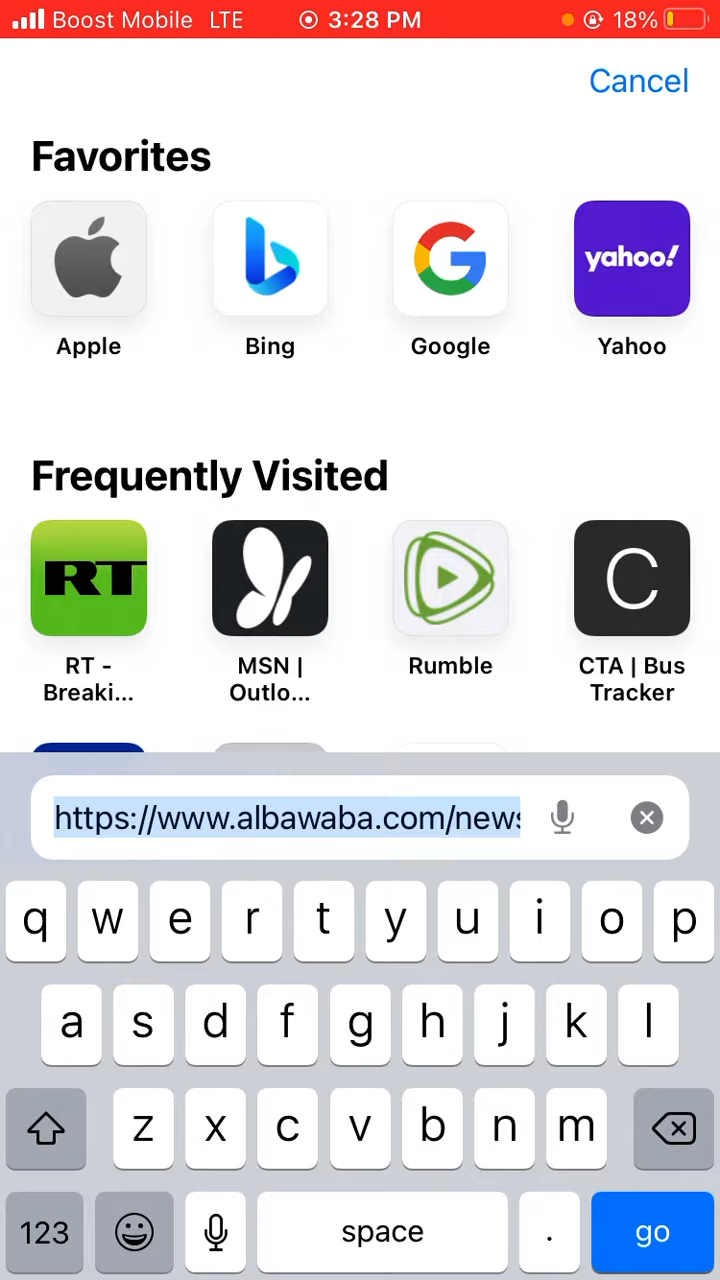 Boost Mobile LTE 3:28 PM 18%
Cancel
Favorites
yahoo!
Apple Bing Google Yahoo
Frequently Visited
RT C
RT - Breaki... MSN | Outlo... Rumble CTA | Bus Tracker
https://www.albawaba.com/news
q w e r t y u i o p
a s d f g h j k l
z x c v b n m
123 space . go